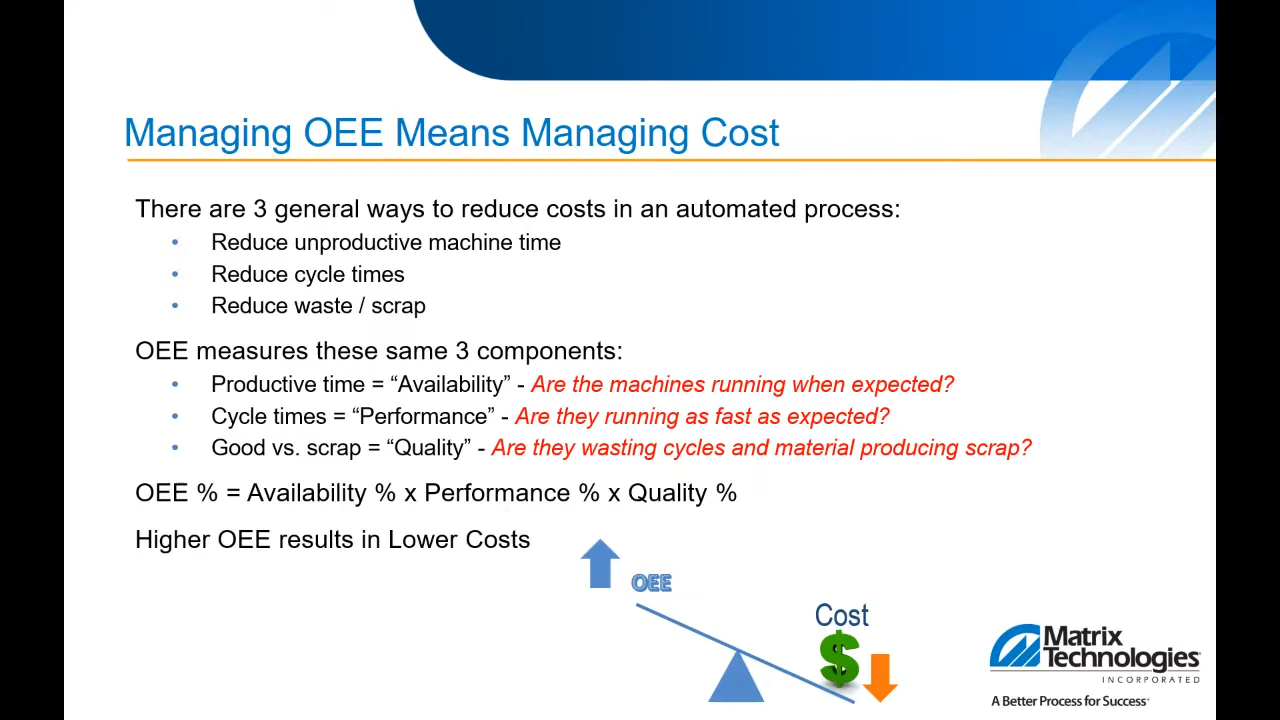 Managing OEE Means Managing Cost
There are 3 general ways to reduce costs in an automated process:
• Reduce unproductive machine time
• Reduce cycle times
• Reduce waste / scrap
OEE measures these same 3 components:
• Productive time = “Availability” - Are the machines running when expected?
• Cycle times = “Performance” - Are they running as fast as expected?
• Good vs. scrap = “Quality” - Are they wasting cycles and material producing scrap?
OEE % = Availability % x Performance % x Quality %
Higher OEE results in Lower Costs
OEE
Cost
$
Matrix
Technologies
INCORPORATED
A Better Process for Success